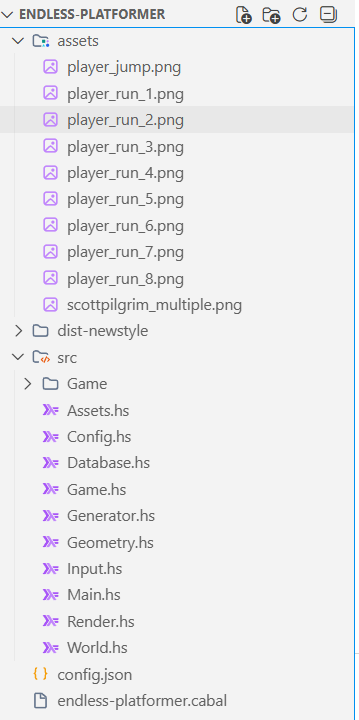 ENDLESS-PLATFORMER
assets
player_jump.png
player_run_1.png
player_run_2.png
player_run_3.png
player_run_4.png
player_run_5.png
player_run_6.png
player_run_7.png
player_run_8.png
scottpilgrim_multiple.png
dist-newstyle
src
Game
Assets.hs
Config.hs
Database.hs
Game.hs
Generator.hs
Geometry.hs
Input.hs
Main.hs
Render.hs
World.hs
config.json
endless-platformer.cabal